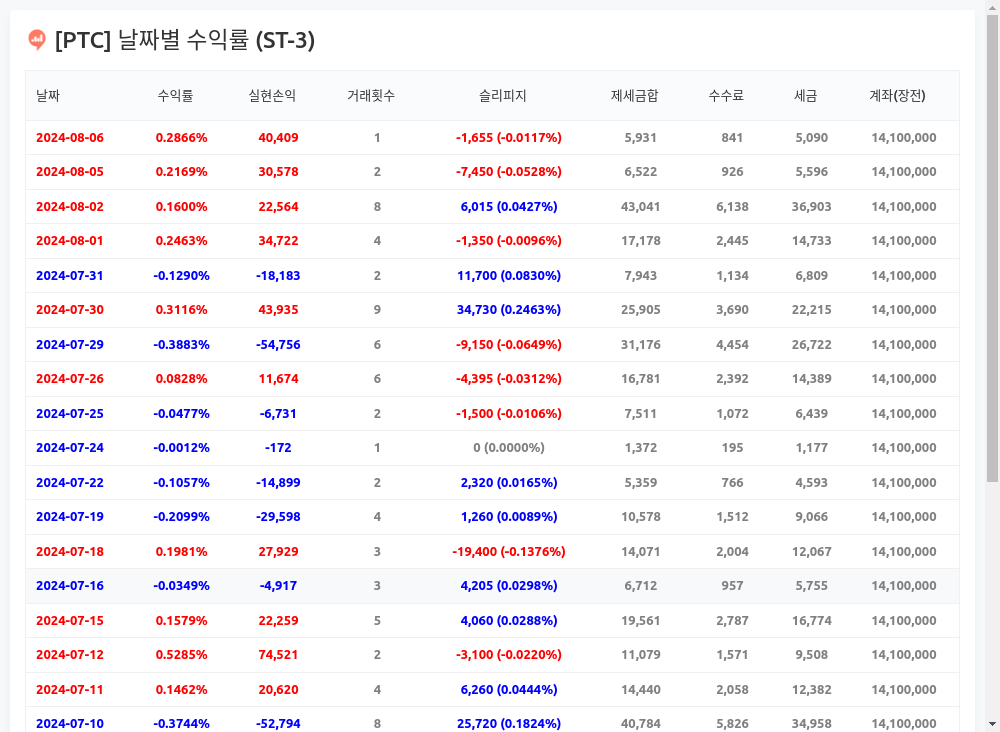 [PTC] 날짜별 수익률 (ST-3)
날짜 수익률 실현손익 거래횟수 슬리피지 제세금합 수수료 세금 계좌(장전)
2024-08-06 0.2866% 40,409 1 -1,655 (-0.0117%) 5,931 841 5,090 14,100,000
2024-08-05 0.2169% 30,578 2 -7,450 (-0.0528%) 6,522 926 5,596 14,100,000
2024-08-02 0.1600% 22,564 8 6,015 (0.0427%) 43,041 6,138 36,903 14,100,000
2024-08-01 0.2463% 34,722 4 -1,350 (-0.0096%) 17,178 2,445 14,733 14,100,000
2024-07-31 -0.1290% -18,183 2 11,700 (0.0830%) 7,943 1,134 6,809 14,100,000
2024-07-30 0.3116% 43,935 9 34,730 (0.2463%) 25,905 3,690 22,215 14,100,000
2024-07-29 -0.3883% -54,756 6 -9,150 (-0.0649%) 31,176 4,454 26,722 14,100,000
2024-07-26 0.0828% 11,674 6 -4,395 (-0.0312%) 16,781 2,392 14,389 14,100,000
2024-07-25 -0.0477% -6,731 2 -1,500 (-0.0106%) 7,511 1,072 6,439 14,100,000
2024-07-24 -0.0012% -172 1 0 (0.0000%) 1,372 195 1,177 14,100,000
2024-07-22 -0.1057% -14,899 2 2,320 (0.0165%) 5,359 766 4,593 14,100,000
2024-07-19 -0.2099% -29,598 4 1,260 (0.0089%) 10,578 1,512 9,066 14,100,000
2024-07-18 0.1981% 27,929 3 -19,400 (-0.1376%) 14,071 2,004 12,067 14,100,000
2024-07-16 -0.0349% -4,917 3 4,205 (0.0298%) 6,712 957 5,755 14,100,000
2024-07-15 0.1579% 22,259 5 4,060 (0.0288%) 19,561 2,787 16,774 14,100,000
2024-07-12 0.5285% 74,521 2 -3,100 (-0.0220%) 11,079 1,571 9,508 14,100,000
2024-07-11 0.1462% 20,620 4 6,260 (0.0444%) 14,440 2,058 12,382 14,100,000
2024-07-10 -0.3744% -52,794 8 25,720 (0.1824%) 40,784 5,826 34,958 14,100,000